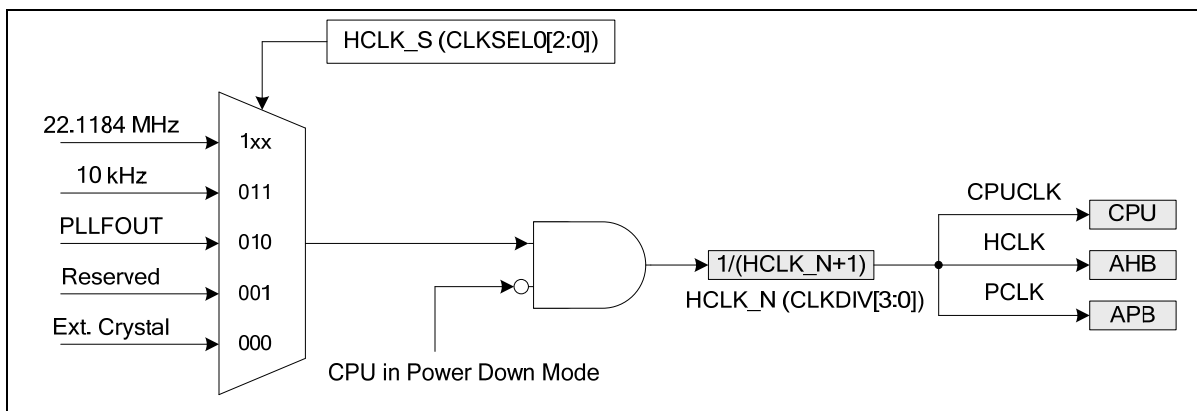 HCLK_S (CLKSEL0[2:0])
22.1184 MHz
1xx
10 kHz
011
PLLFOUT
010
Reserved
001
Ext. Crystal
000
CPU in Power Down Mode
1/(HCLK_N+1)
HCLK_N (CLKDIV[3:0])
CPUCLK
CPU
HCLK
AHB
PCLK
APB